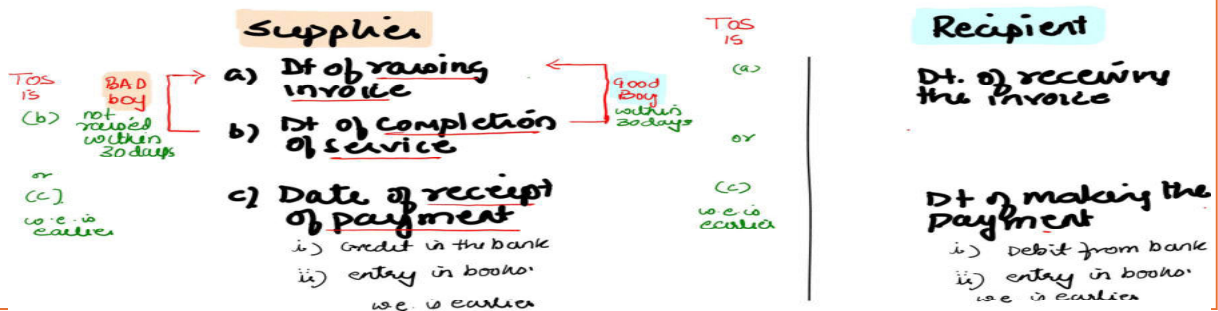 Supplier
TOS
is
Recipient
TOS
is
BAD
boy
a) Dt of raising
invoice
Good
Boy
within
30 days
(a)
Dt. of receiving
the invoice
(b)
not
raised
within
30 days
b) Dt of completion
of service
or
or
(c)
w.e. is
earlier
c) Date of receipt
of payment
i) Credit in the bank
ii) entry in books.
w.e. is earlier
(c)
w.e. is
earlier
Dt of making the
payment
i) Debit from bank
ii) entry in books.
w.e is earlier